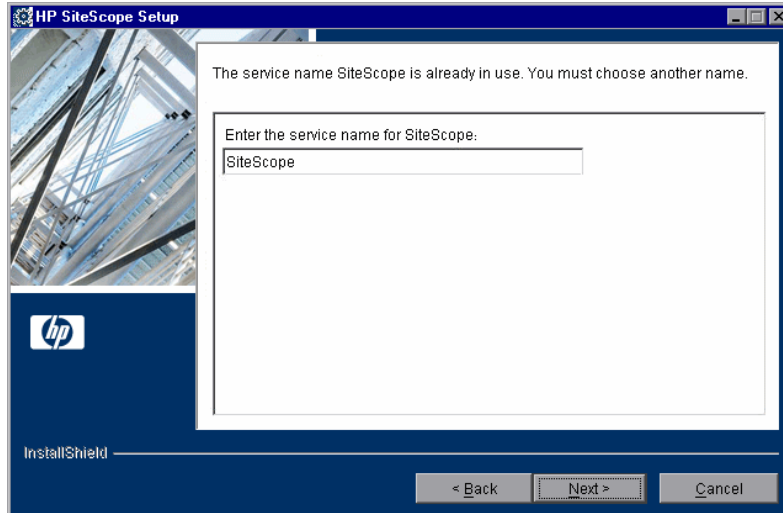 HP SiteScope Setup
The service name SiteScope is already in use. You must choose another name.
Enter the service name for SiteScope:
SiteScope
hp
InstallShield
< Back
Next >
Cancel